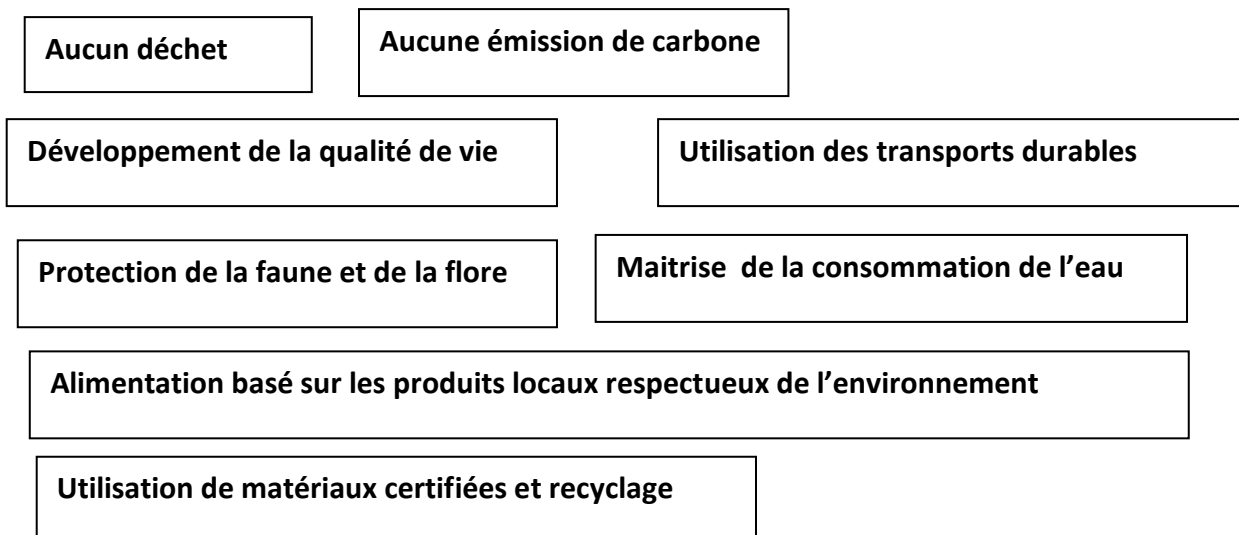 Aucun déchet
Aucune émission de carbone
Développement de la qualité de vie
Utilisation des transports durables
Protection de la faune et de la flore
Maitrise  de la consommation de l’eau
Alimentation basé sur les produits locaux respectueux de l’environnement
Utilisation de matériaux certifiées et recyclage